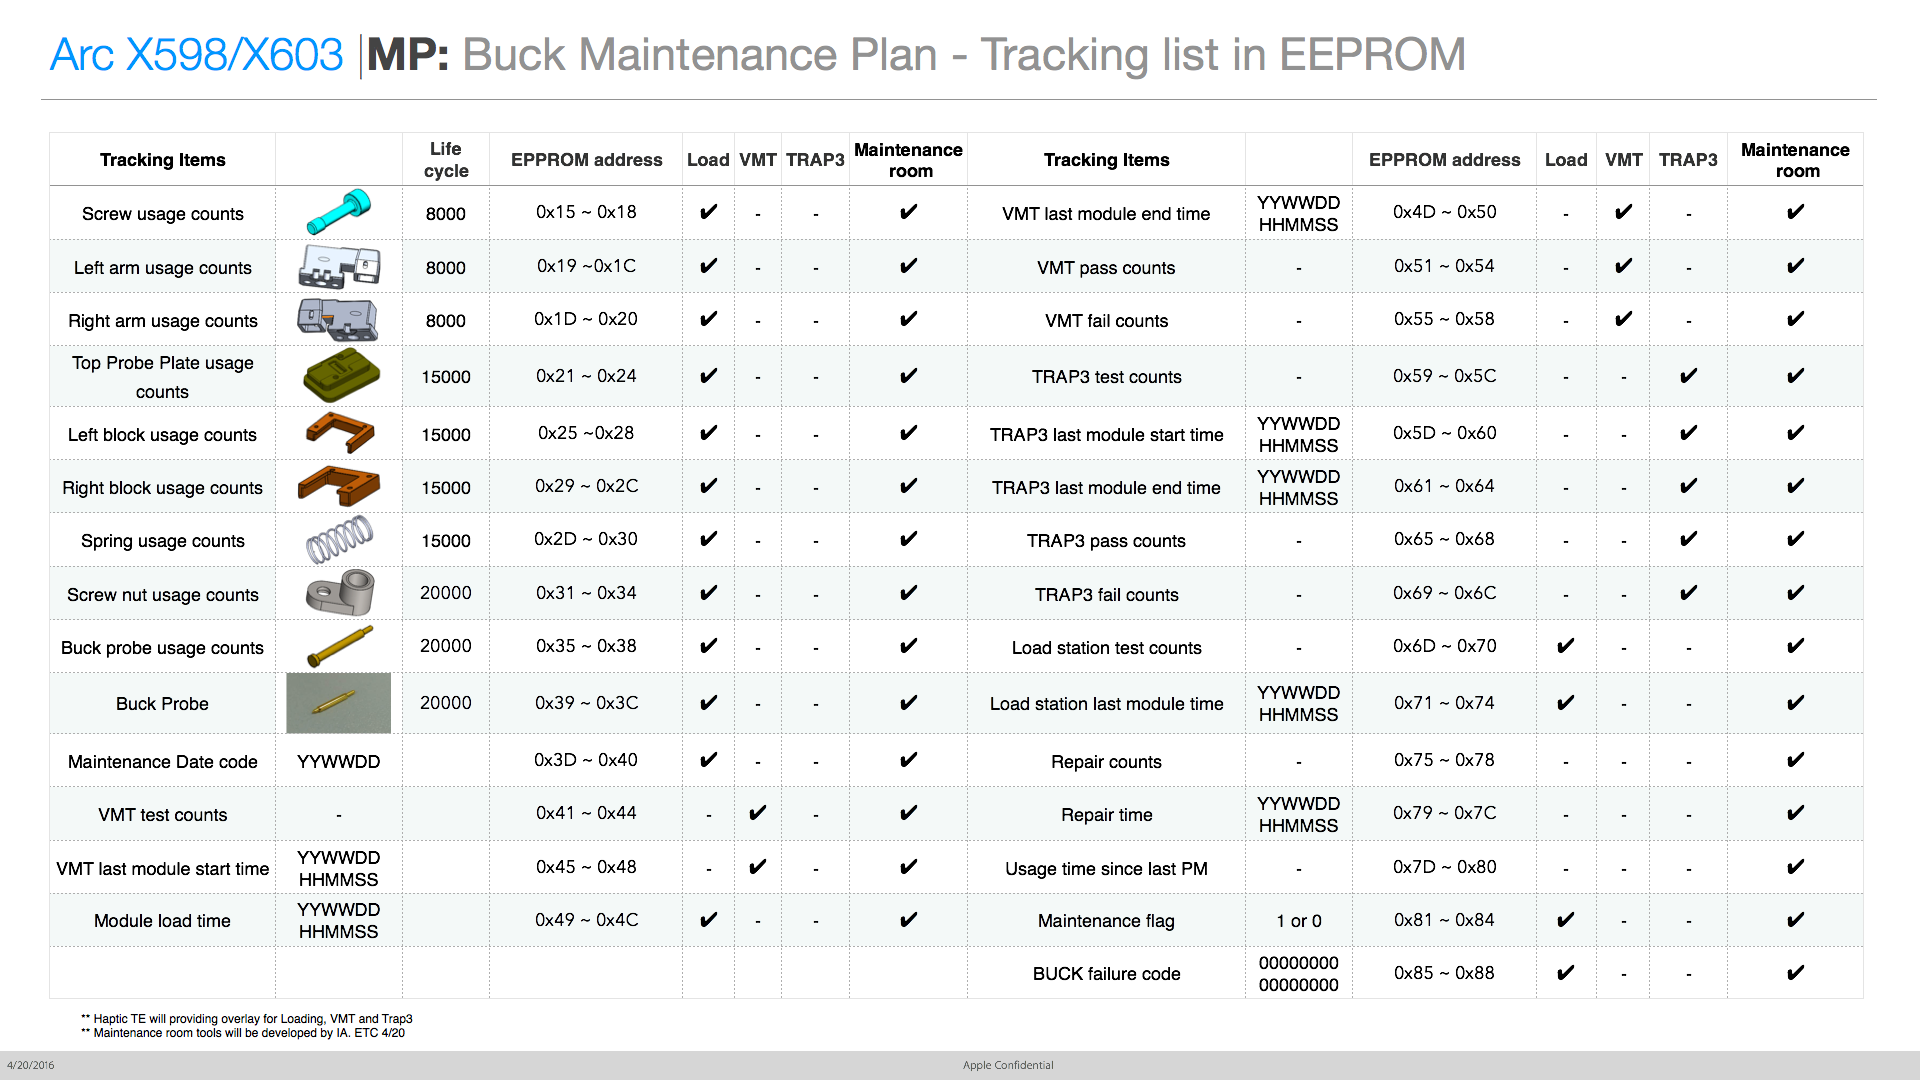 Arc X598/X603 |MP: Buck Maintenance Plan - Tracking list in EEPROM
Tracking Items Life cycle EPPROM address Load VMT TRAP3 Maintenance room Tracking Items EPPROM address Load VMT TRAP3 Maintenance room
Screw usage counts 8000 0x15 ~ 0x18 ✔ - - ✔ VMT last module end time YYWWDD HHMMSS 0x4D ~ 0x50 - ✔ - ✔
Left arm usage counts 8000 0x19 ~0x1C ✔ - - ✔ VMT pass counts - 0x51 ~ 0x54 - ✔ - ✔
Right arm usage counts 8000 0x1D ~ 0x20 ✔ - - ✔ VMT fail counts - 0x55 ~ 0x58 - ✔ - ✔
Top Probe Plate usage counts 15000 0x21 ~ 0x24 ✔ - - ✔ TRAP3 test counts - 0x59 ~ 0x5C - - ✔ ✔
Left block usage counts 15000 0x25 ~0x28 ✔ - - ✔ TRAP3 last module start time YYWWDD HHMMSS 0x5D ~ 0x60 - - ✔ ✔
Right block usage counts 15000 0x29 ~ 0x2C ✔ - - ✔ TRAP3 last module end time YYWWDD HHMMSS 0x61 ~ 0x64 - - ✔ ✔
Spring usage counts 15000 0x2D ~ 0x30 ✔ - - ✔ TRAP3 pass counts - 0x65 ~ 0x68 - - ✔ ✔
Screw nut usage counts 20000 0x31 ~ 0x34 ✔ - - ✔ TRAP3 fail counts - 0x69 ~ 0x6C - - ✔ ✔
Buck probe usage counts 20000 0x35 ~ 0x38 ✔ - - ✔ Load station test counts - 0x6D ~ 0x70 ✔ - - ✔
Buck Probe 20000 0x39 ~ 0x3C ✔ - - ✔ Load station last module time YYWWDD HHMMSS 0x71 ~ 0x74 ✔ - - ✔
Maintenance Date code YYWWDD 0x3D ~ 0x40 ✔ - - ✔ Repair counts - 0x75 ~ 0x78 - - - ✔
VMT test counts - 0x41 ~ 0x44 - ✔ - ✔ Repair time YYWWDD HHMMSS 0x79 ~ 0x7C - - - ✔
VMT last module start time YYWWDD HHMMSS 0x45 ~ 0x48 - ✔ - ✔ Usage time since last PM - 0x7D ~ 0x80 - - - ✔
Module load time YYWWDD HHMMSS 0x49 ~ 0x4C ✔ - - ✔ Maintenance flag 1 or 0 0x81 ~ 0x84 ✔ - - ✔
BUCK failure code 00000000 00000000 0x85 ~ 0x88 ✔ - - ✔
** Haptic TE will providing overlay for Loading, VMT and Trap3
** Maintenance room tools will be developed by IA. ETC 4/20
4/20/2016 Apple Confidential